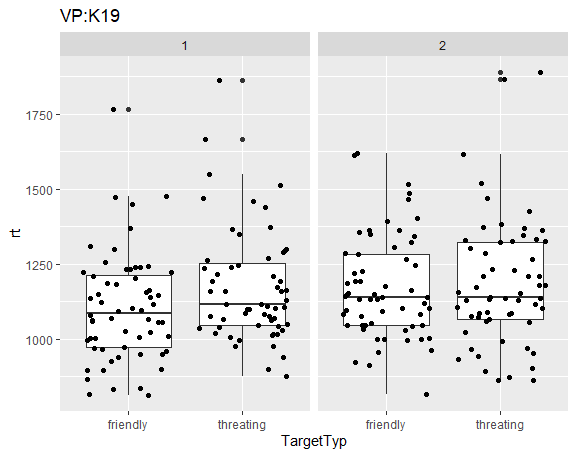 VP:K19
1 2
rt
1750
1500
1250
1000
friendly threating friendly threating
TargetTyp